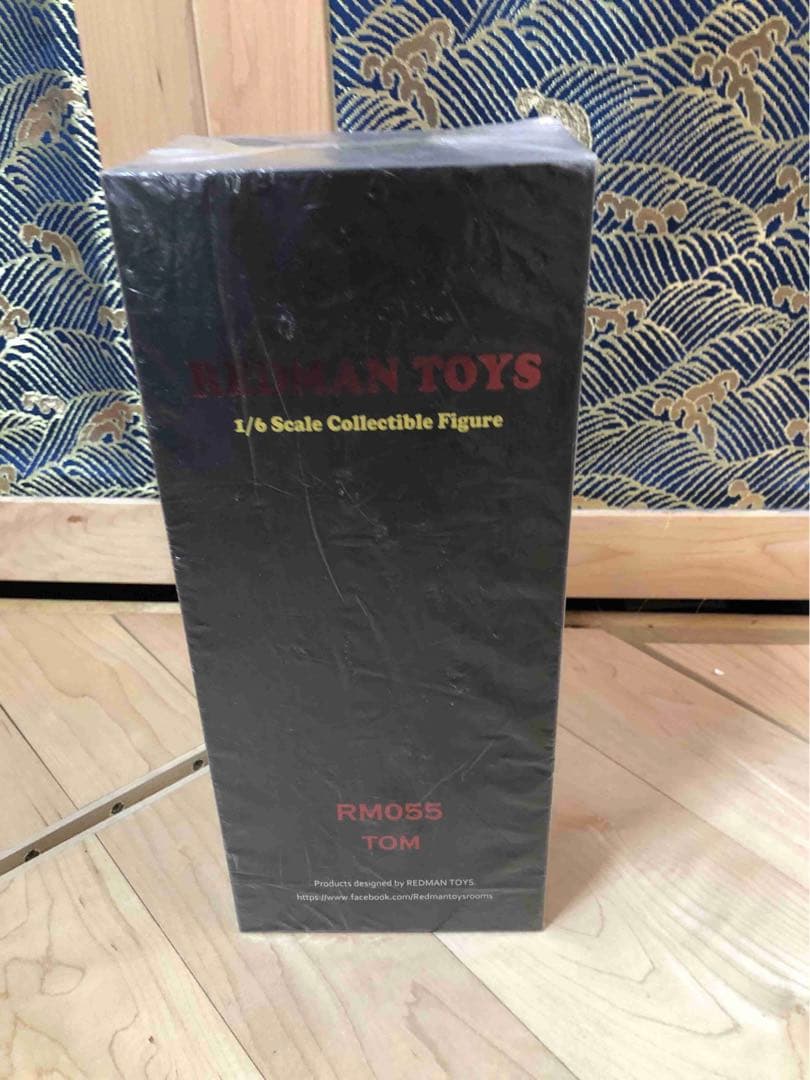 REDMAN TOYS
1/6 Scale Collectible Figure
RM055
TOM
Products designed by REDMAN TOYS.
https://www.facebook.com/Redmantoysrooms